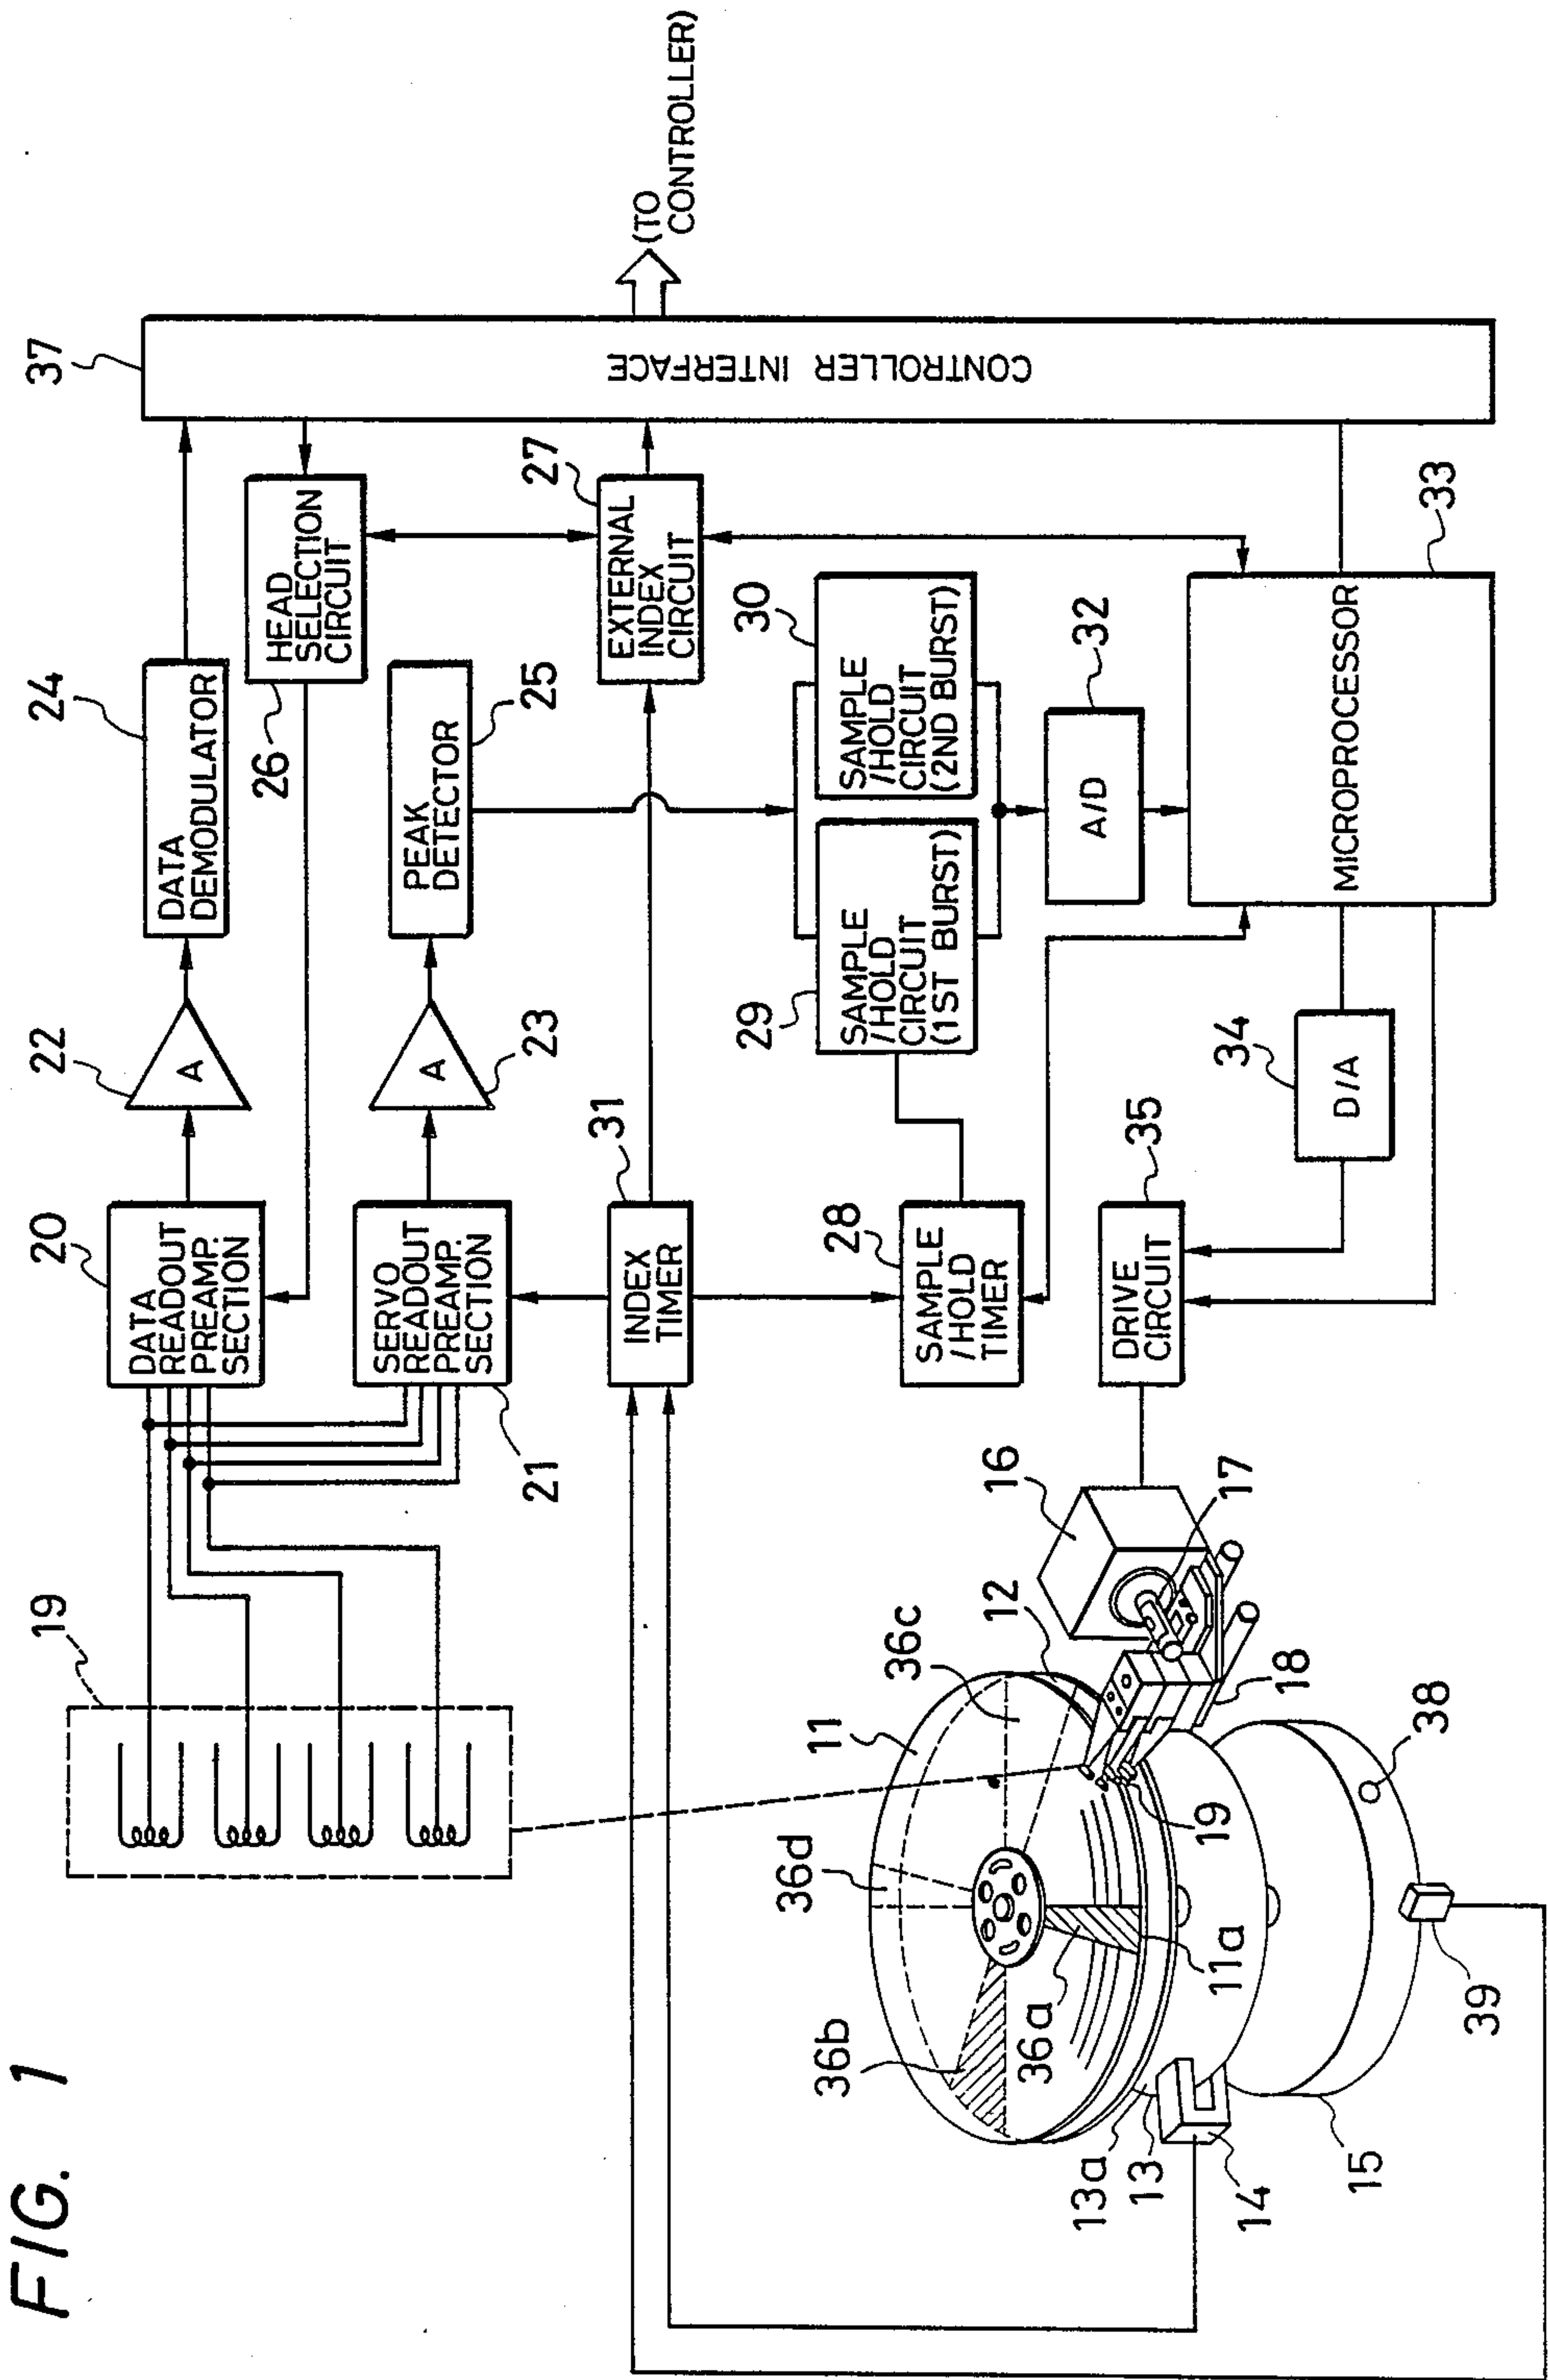 FIG. 1
19
20
DATA
READOUT
PREAMP.
SECTION
22
A
24
DATA
DEMODULATOR
37
CONTROLLER INTERFACE
(TO
CONTROLLER)
26
HEAD
SELECTION
CIRCUIT
21
SERVO
READOUT
PREAMP.
SECTION
23
A
25
PEAK
DETECTOR
27
EXTERNAL
INDEX
CIRCUIT
31
INDEX
TIMER
28
SAMPLE
/HOLD
TIMER
29
SAMPLE
/HOLD
CIRCUIT
(1ST BURST)
30
SAMPLE
/HOLD
CIRCUIT
(2ND BURST)
32
A/D
33
MICROPROCESSOR
34
D/A
35
DRIVE
CIRCUIT
16
17
12
36c
11
36d
36b
36a
11a
19
18
38
39
13a
13
14
15